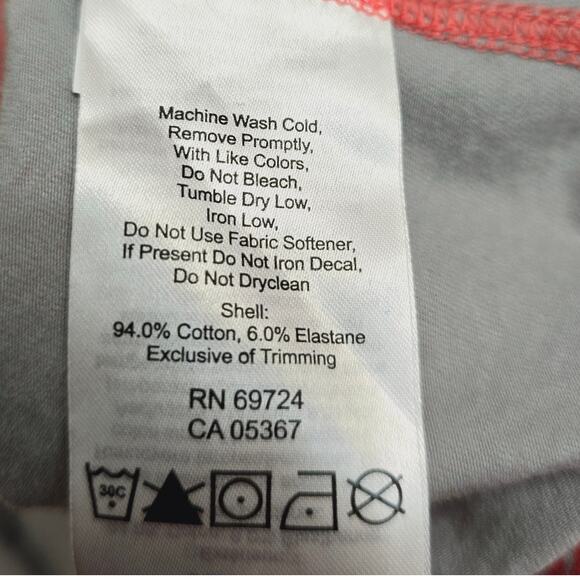 Machine Wash Cold,
Remove Promptly,
With Like Colors,
Do Not Bleach,
Tumble Dry Low,
Iron Low,
Do Not Use Fabric Softener,
If Present Do Not Iron Decal,
Do Not Dryclean
Shell:
94.0% Cotton, 6.0% Elastane
Exclusive of Trimming
RN 69724
CA 05367
30C